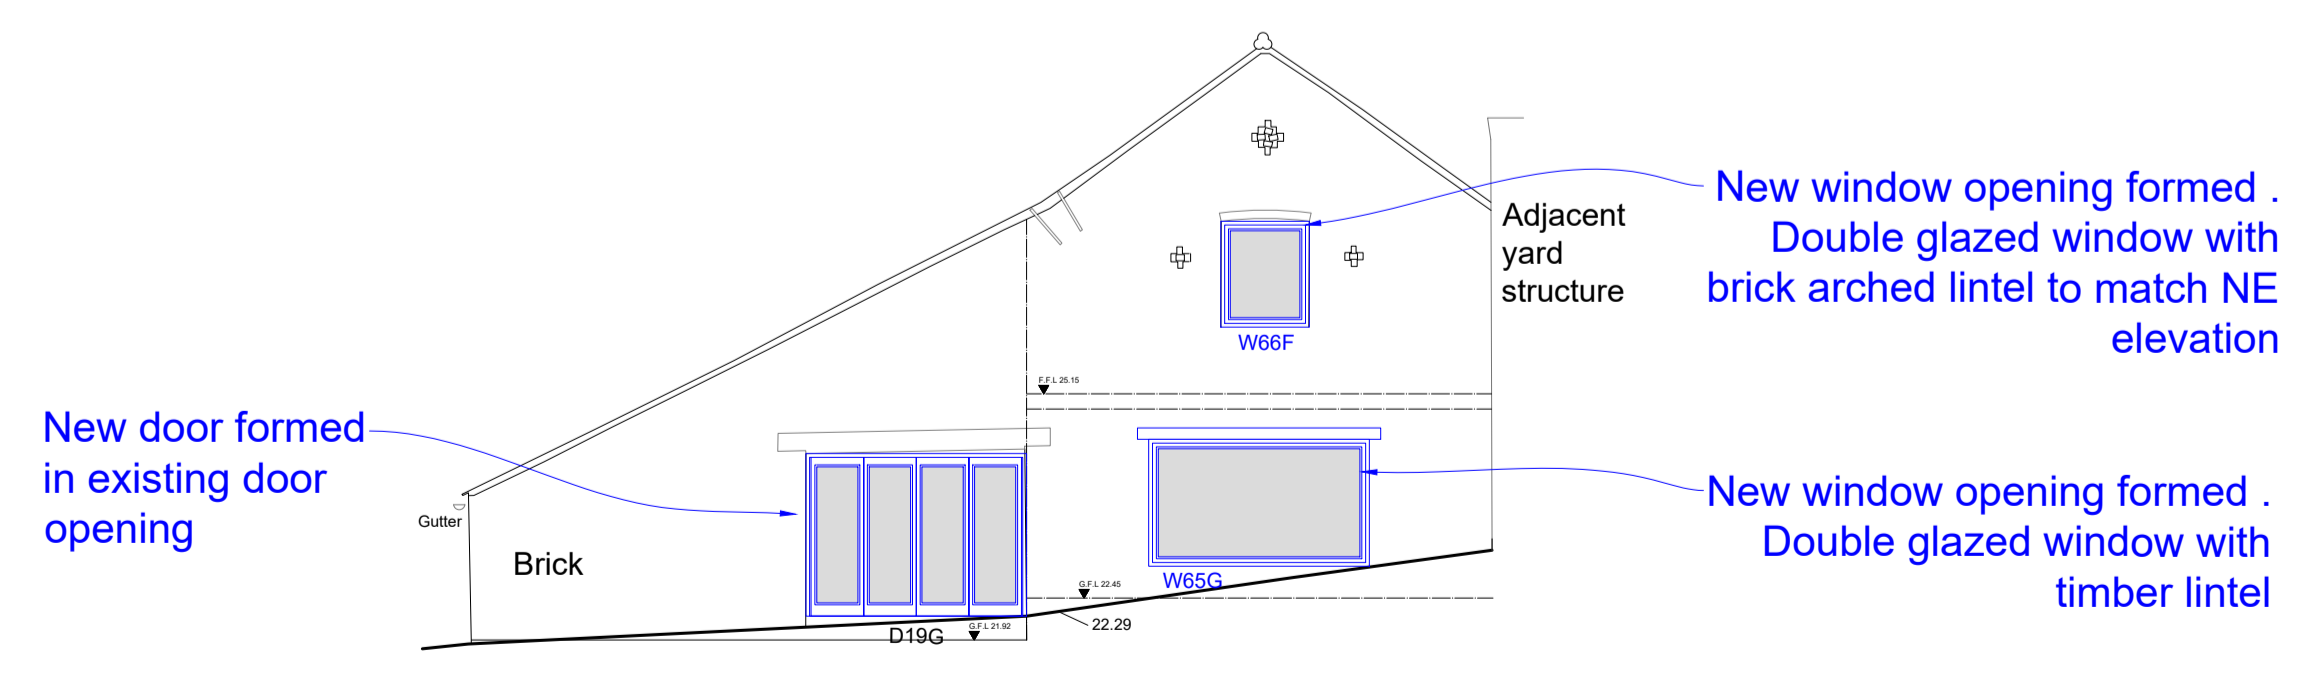 New window opening formed .
Double glazed window with
brick arched lintel to match NE
elevation
Adjacent
yard
structure
W66F
F.F.L 25.15
New door formed
in existing door
opening
Gutter
Brick
New window opening formed .
Double glazed window with
timber lintel
W65G
G.F.L 22.45
22.29
G.F.L 21.92
D19G